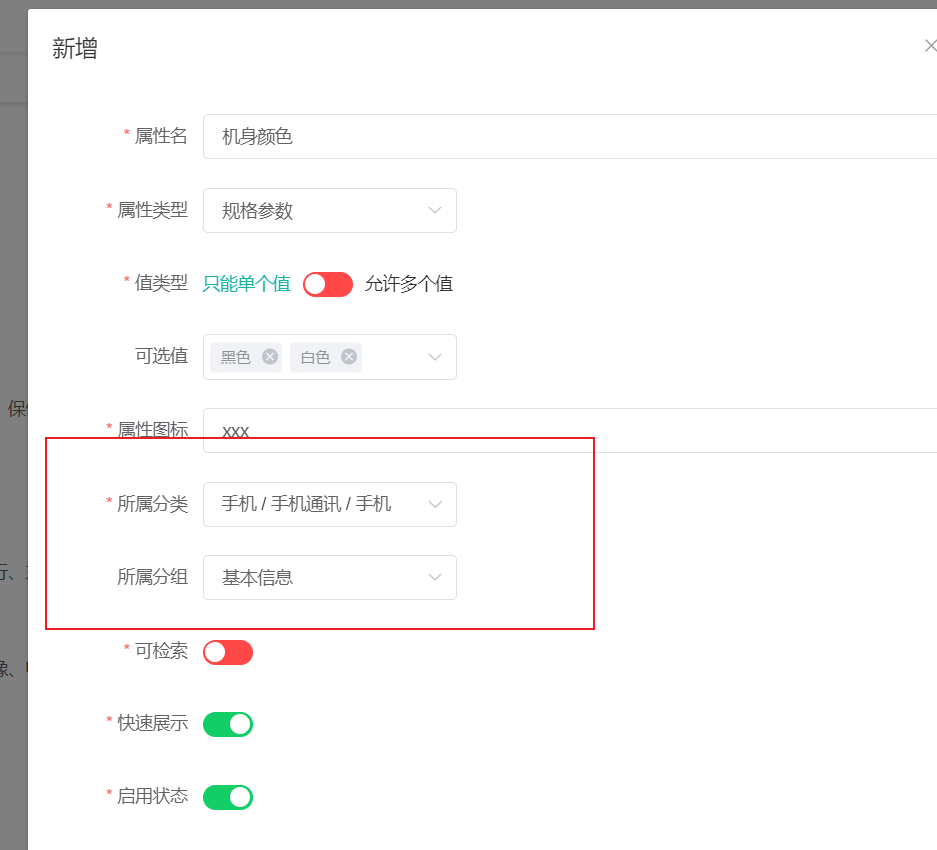 新增
* 属性名 机身颜色
* 属性类型 规格参数
* 值类型 只能单个值 允许多个值
可选值 黑色 白色
* 属性图标 xxx
* 所属分类 手机 / 手机通讯 / 手机
所属分组 基本信息
* 可检索
* 快速展示
* 启用状态